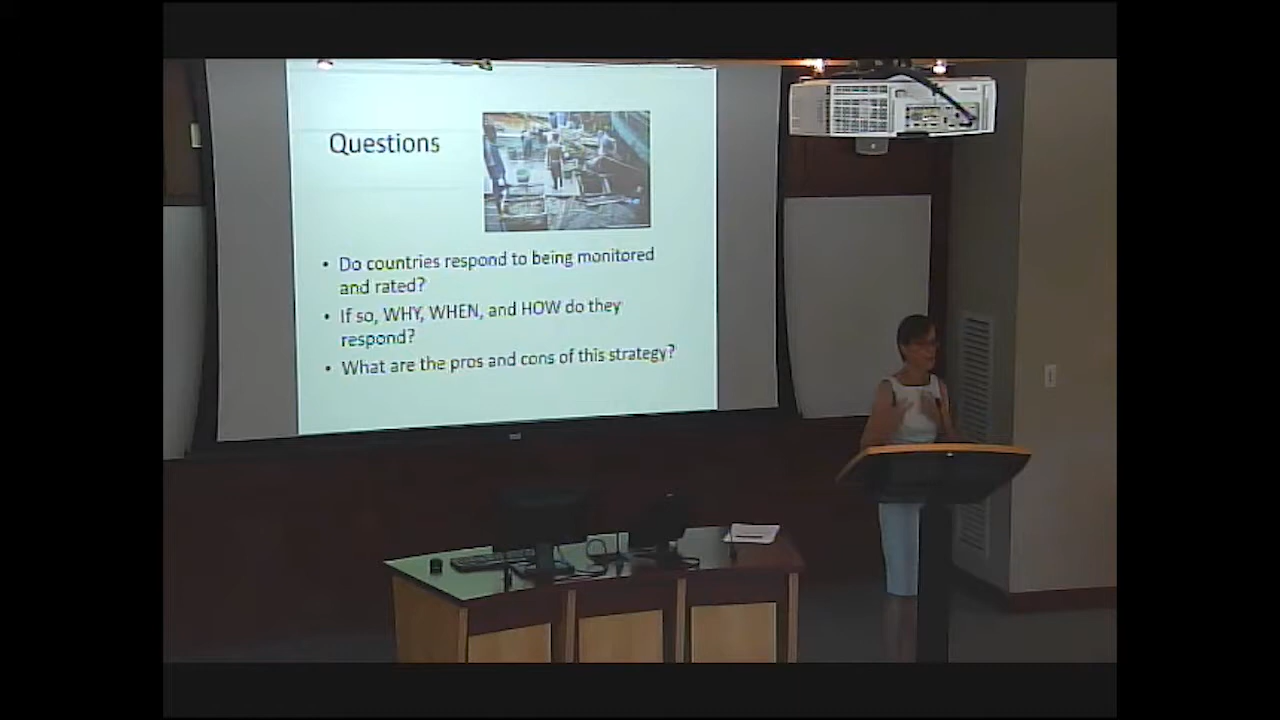 Questions
• Do countries respond to being monitored
and rated?
• If so, WHY, WHEN, and HOW do they
respond?
• What are the pros and cons of this strategy?